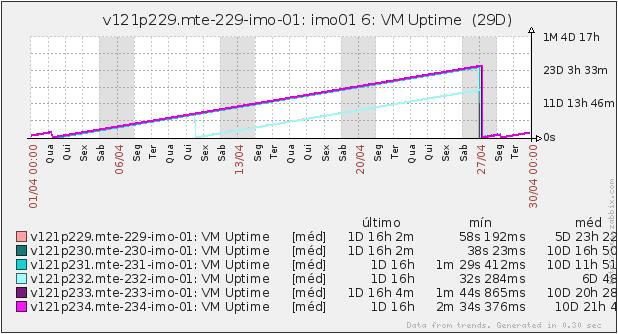 v121p229.mte-229-imo-01: imo01 6: VM Uptime (29D)
1M 4D 17h
23D 3h 33m
11D 13h 46m
0s
01/04 00:00 Qua Qui Sex Sab 06/04 Seg Ter Qua Qui Sex Sab 13/04 Seg Ter Qua Qui Sex Sab 20/04 Seg Ter Qua Qui Sex Sab 27/04 Seg Ter 30/04 00:00
último mín méd
v121p229.mte-229-imo-01: VM Uptime [méd] 1D 16h 2m 58s 192ms 5D 23h 22
v121p230.mte-230-imo-01: VM Uptime [méd] 1D 16h 2m 38s 23ms 10D 16h 50
v121p231.mte-231-imo-01: VM Uptime [méd] 1D 16h 1m 29s 412ms 10D 11h 51
v121p232.mte-232-imo-01: VM Uptime [méd] 1D 16h 32s 284ms 6D 4
v121p233.mte-233-imo-01: VM Uptime [méd] 1D 16h 4m 1m 44s 865ms 10D 20h 28
v121p234.mte-234-imo-01: VM Uptime [méd] 1D 16h 2m 34s 376ms 10D 21h 4
Data from trends. Generated in 0.30 sec